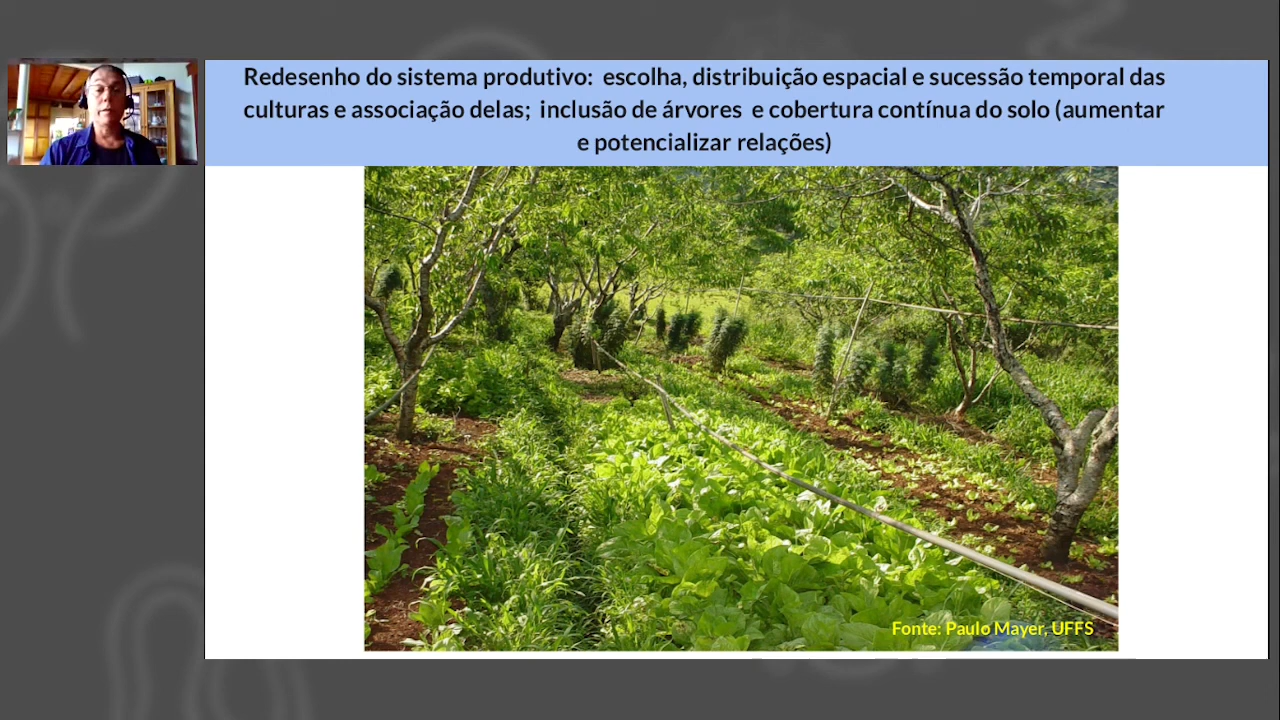 Redesenho do sistema produtivo: escolha, distribuição espacial e sucessão temporal das
culturas e associação delas; inclusão de árvores e cobertura contínua do solo (aumentar
e potencializar relações)
Fonte: Paulo Mayer, UFFS